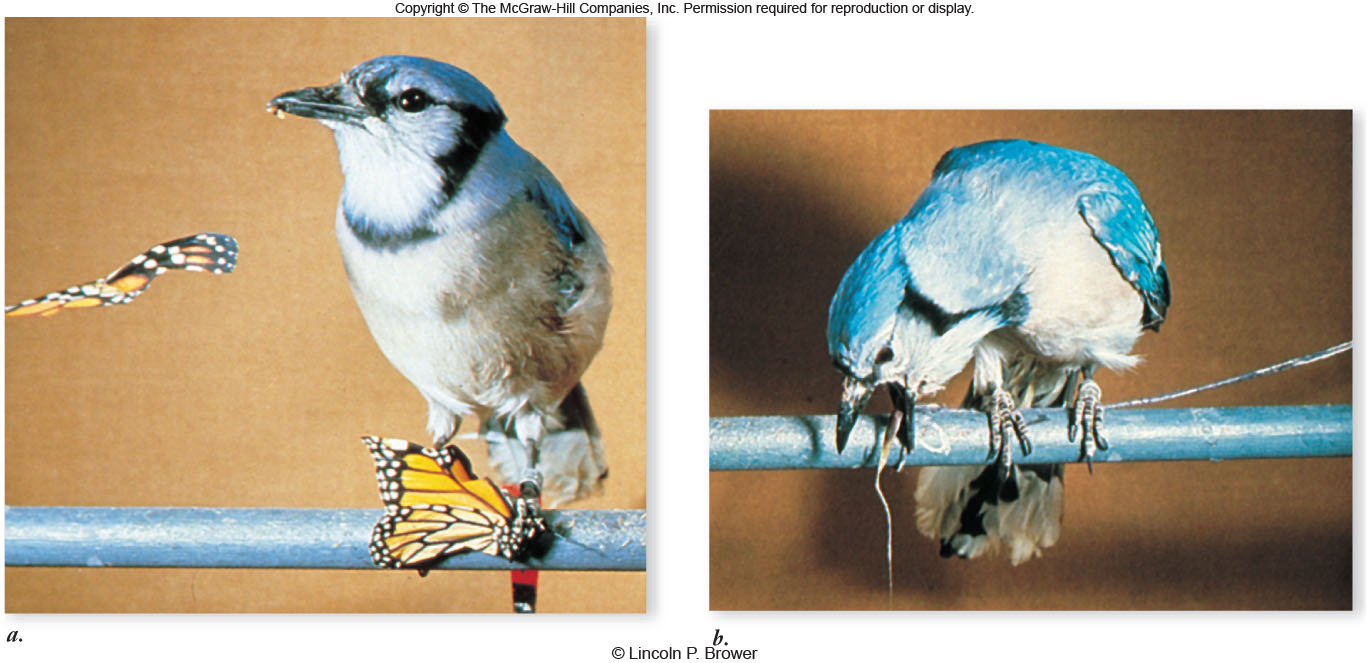 Copyright © The McGraw-Hill Companies, Inc. Permission required for reproduction or display.
a.
b.
© Lincoln P. Brower